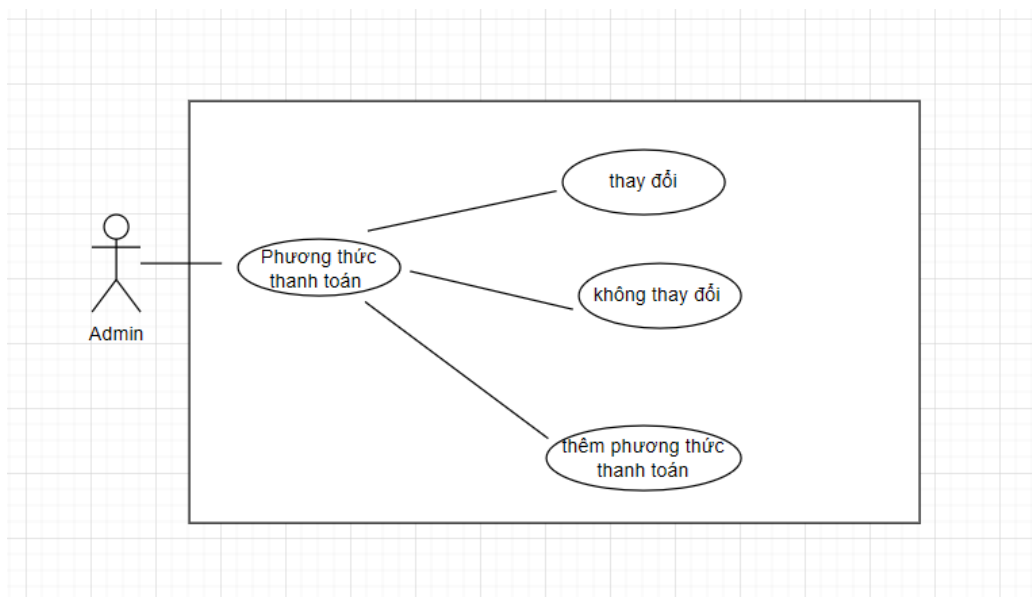 thay đổi
Phương thức
thanh toán
không thay đổi
Admin
thêm phương thức
thanh toán